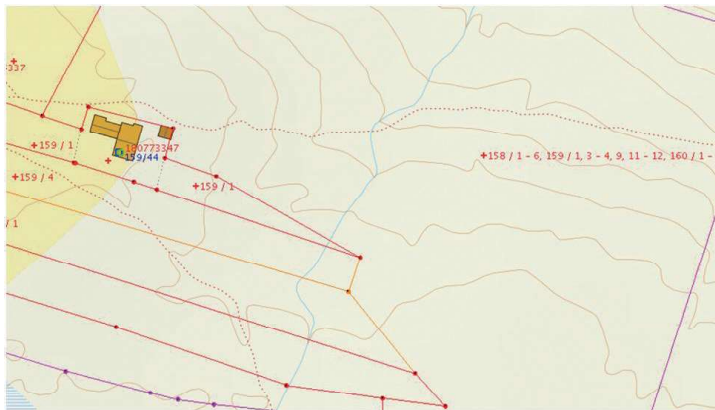 337
180773347
159/44
+159 / 1
+158 / 1 - 6, 159 / 1, 3 - 4, 9, 11 - 12, 160 / 1 -
+159 / 4
+159 / 1
/ 1